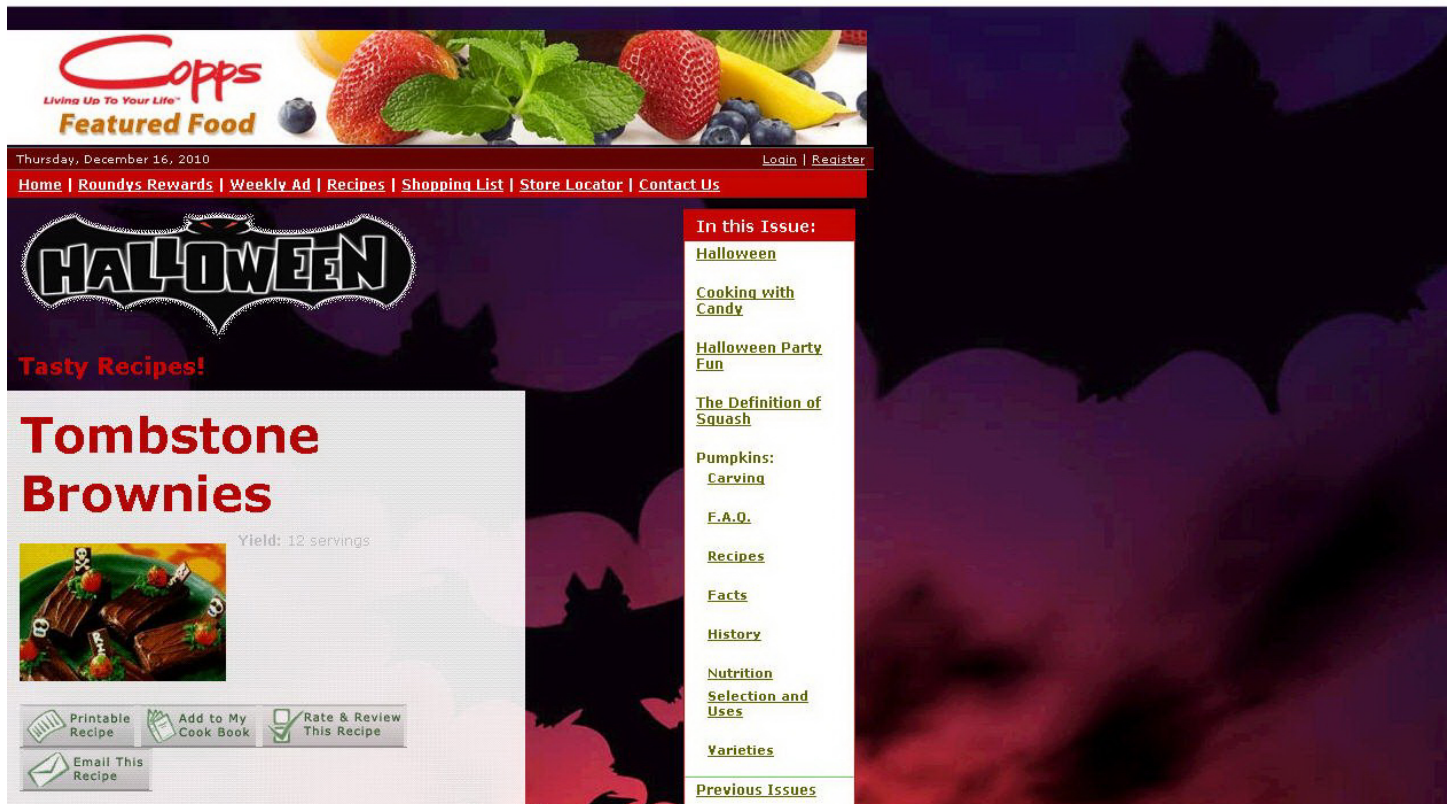 Copps
Living Up To Your Life℠
Featured Food
Thursday, December 16, 2010
Login | Register
Home | Roundys Rewards | Weekly Ad | Recipes | Shopping List | Store Locator | Contact Us
HALLOWEEN
Tasty Recipes!
Tombstone
Brownies
Yield: 12 servings
Printable
Recipe
Add to My
Cook Book
Rate & Review
This Recipe
Email This
Recipe
In this Issue:
Halloween
Cooking with
Candy
Halloween Party
Fun
The Definition of
Squash
Pumpkins:
Carving
F.A.Q.
Recipes
Facts
History
Nutrition
Selection and
Uses
Varieties
Previous Issues